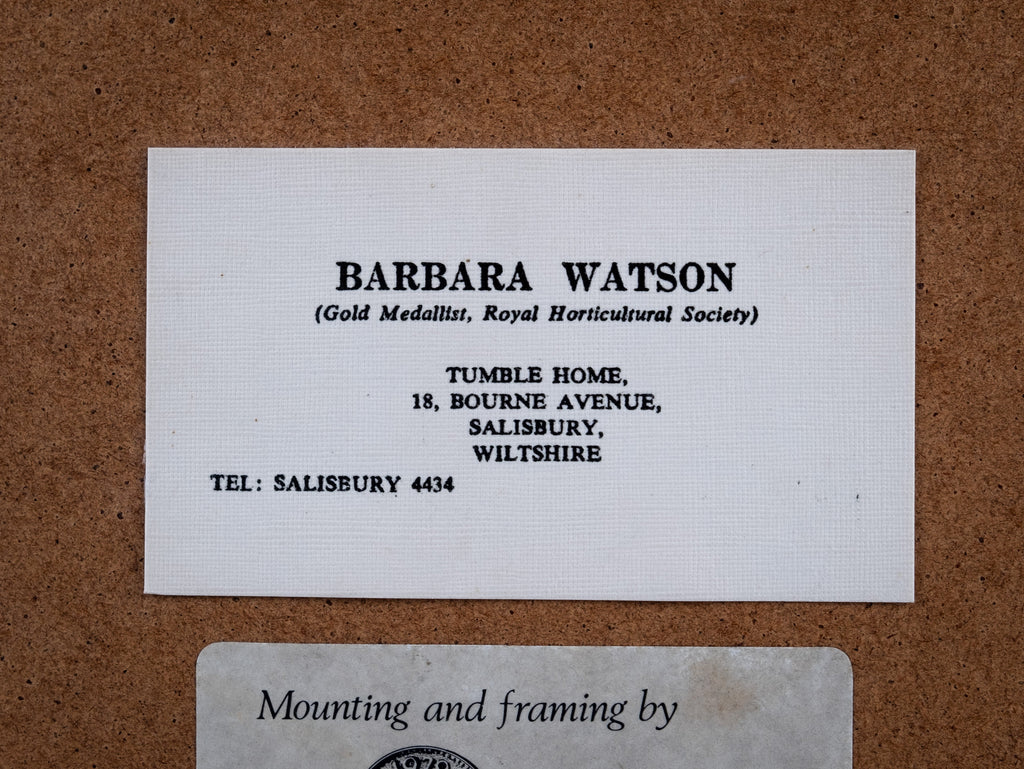 BARBARA WATSON
(Gold Medallist, Royal Horticultural Society)
TUMBLE HOME,
18, BOURNE AVENUE,
SALISBURY,
WILTSHIRE
TEL: SALISBURY 4434
Mounting and framing by
1979